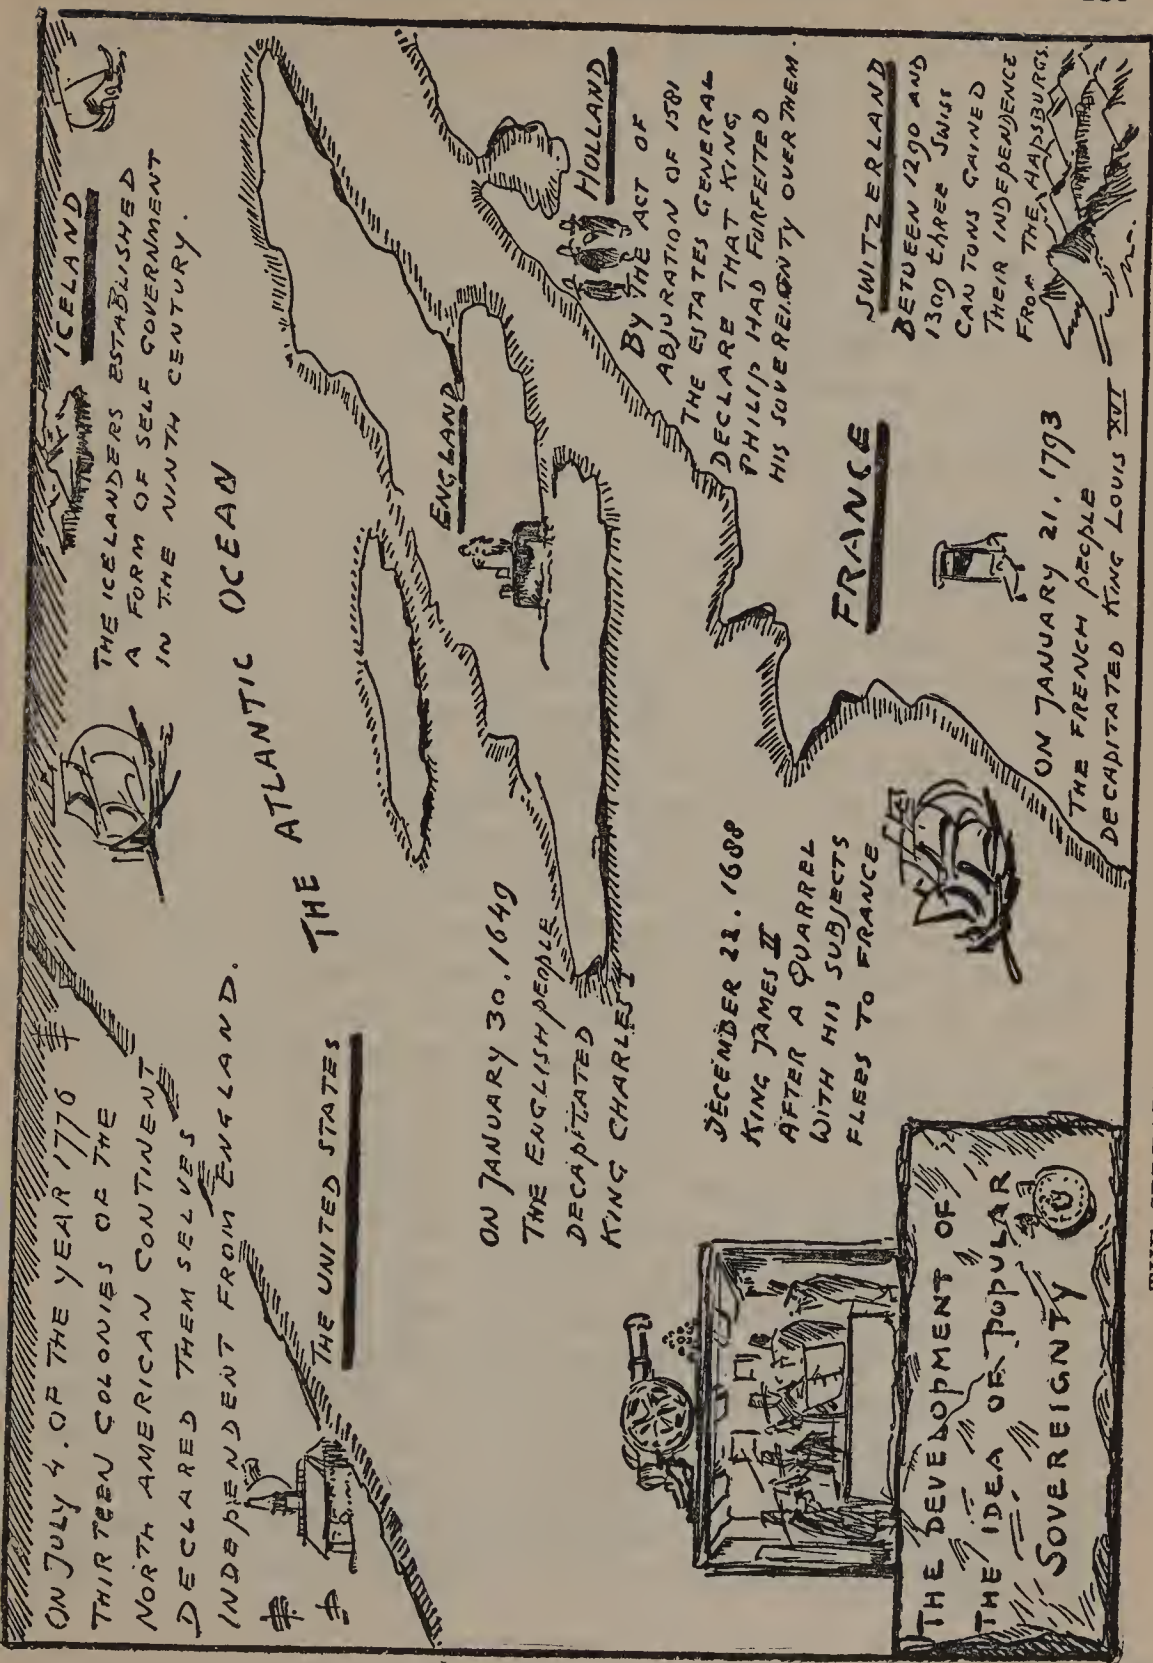 ON JULY 4. OF THE YEAR 1776
THIRTEEN COLONIES OF THE
NORTH AMERICAN CONTINENT
DECLARED THEMSELVES
INDEPENDENT FROM ENGLAND.
THE UNITED STATES
ICELAND
THE ICELANDERS ESTABLISHED
A FORM OF SELF GOVERNMENT
IN THE NINTH CENTURY.
THE ATLANTIC OCEAN
ENGLAND
ON JANUARY 30. 1649
THE ENGLISH PEOPLE
DECAPITATED
KING CHARLES I
HOLLAND
BY THE ACT OF
ABJURATION OF 1581
THE ESTATES GENERAL
DECLARE THAT KING
PHILIP HAD FORFEITED
HIS SOVEREIGNTY OVER THEM.
DECEMBER 22. 1688
KING JAMES II
AFTER A QUARREL
WITH HIS SUBJECTS
FLEES TO FRANCE
SWITZERLAND
BETWEEN 1290 AND
1309 three SWISS
CANTONS GAINED
THEIR INDEPENDENCE
FROM THE HABSBURGS.
FRANCE
ON JANUARY 21. 1793
THE FRENCH PEOPLE
DECAPITATED KING LOUIS XVI
THE DEVELOPMENT OF
THE IDEA OF POPULAR
SOVEREIGNTY